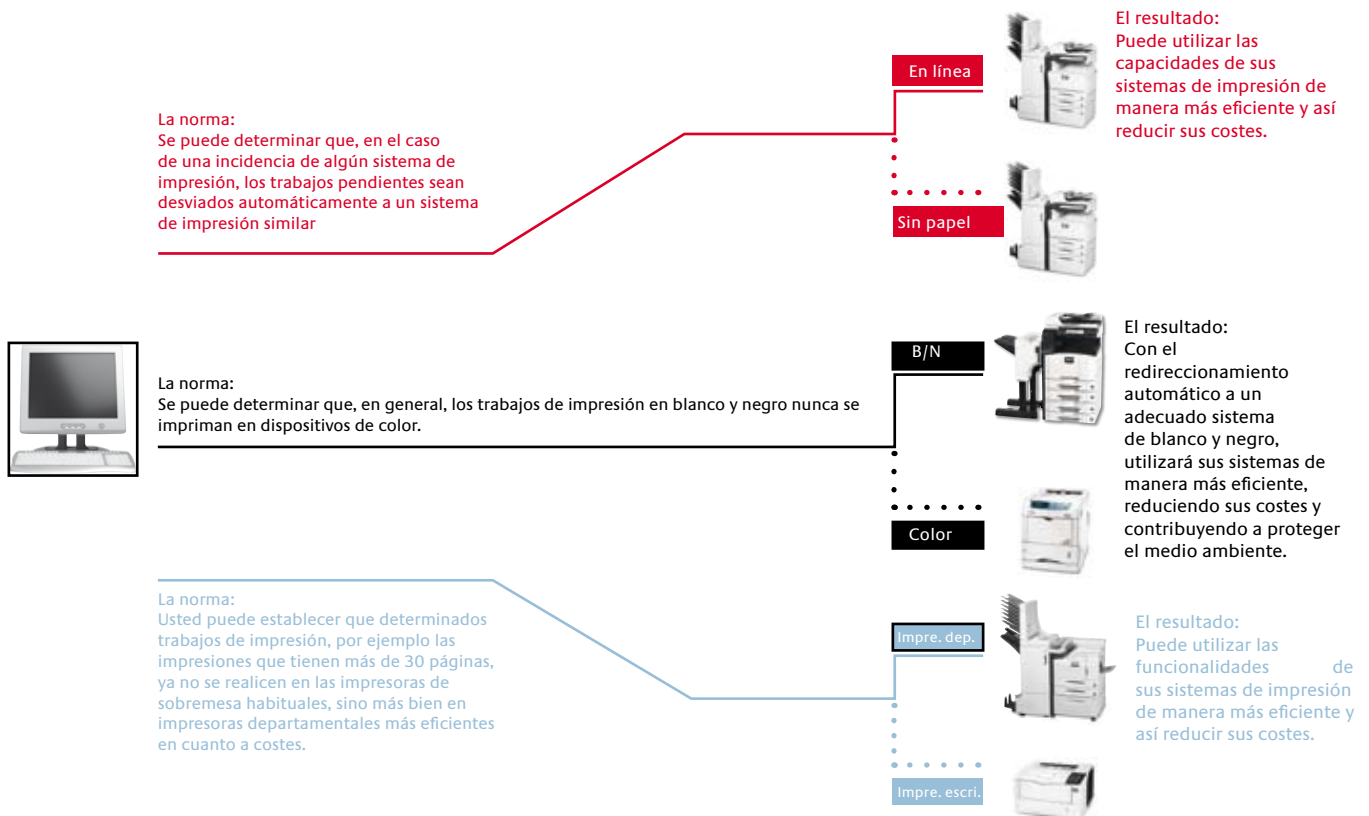 La norma:
Se puede determinar que, en el caso
de una incidencia de algún sistema de
impresión, los trabajos pendientes sean
desviados automáticamente a un sistema
de impresión similar
En línea
Sin papel
El resultado:
Puede utilizar las
capacidades de sus
sistemas de impresión de
manera más eficiente y así
reducir sus costes.
La norma:
Se puede determinar que, en general, los trabajos de impresión en blanco y negro nunca se
impriman en dispositivos de color.
B/N
Color
El resultado:
Con el
redireccionamiento
automático a un
adecuado sistema
de blanco y negro,
utilizará sus sistemas de
manera más eficiente,
reduciendo sus costes y
contribuyendo a proteger
el medio ambiente.
La norma:
Usted puede establecer que determinados
trabajos de impresión, por ejemplo las
impresiones que tienen más de 30 páginas,
ya no se realicen en las impresoras de
sobremesa habituales, sino más bien en
impresoras departamentales más eficientes
en cuanto a costes.
Impre. dep.
Impre. escri.
El resultado:
Puede utilizar las
funcionalidades de
sus sistemas de impresión
de manera más eficiente y
así reducir sus costes.